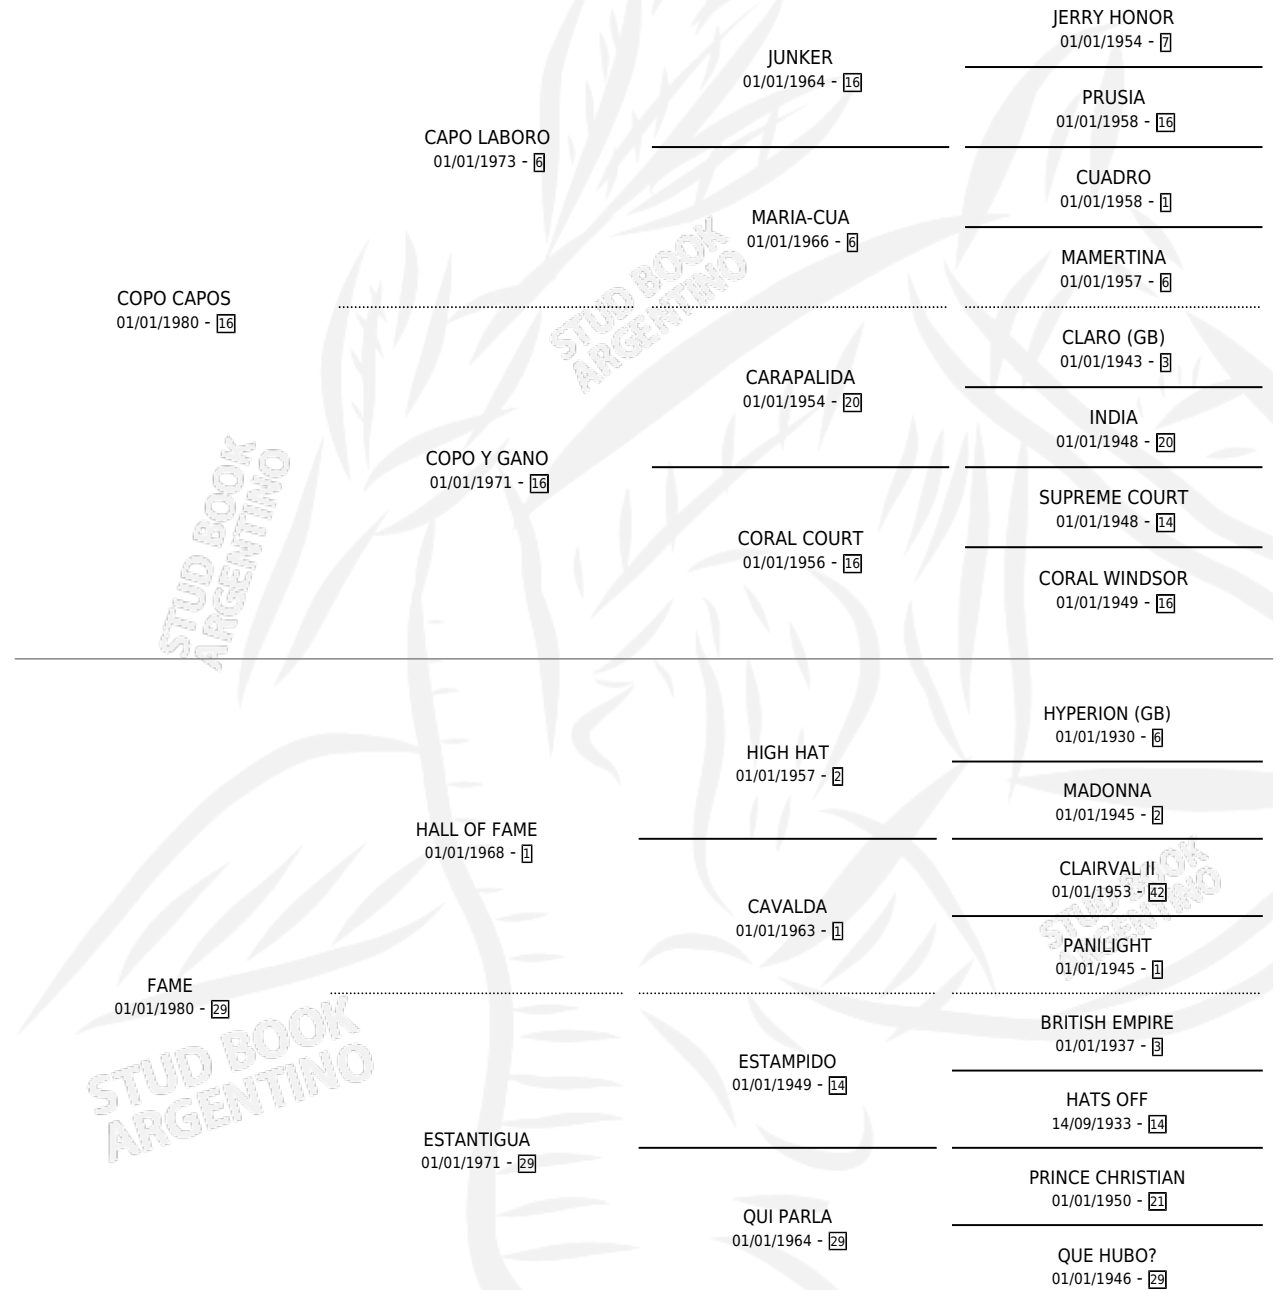 JERRY HONOR
01/01/1954 - 7
JUNKER
01/01/1964 - 16
PRUSIA
01/01/1958 - 16
CAPO LABORO
01/01/1973 - 6
CUADRO
01/01/1958 - 1
MARIA-CUA
01/01/1966 - 6
MAMERTINA
01/01/1957 - 6
COPO CAPOS
01/01/1980 - 16
CLARO (GB)
01/01/1943 - 3
CARAPALIDA
01/01/1954 - 20
INDIA
01/01/1948 - 20
COPO Y GANO
01/01/1971 - 16
SUPREME COURT
01/01/1948 - 14
CORAL COURT
01/01/1956 - 16
CORAL WINDSOR
01/01/1949 - 16
HYPERION (GB)
01/01/1930 - 6
HIGH HAT
01/01/1957 - 2
MADONNA
01/01/1945 - 2
HALL OF FAME
01/01/1968 - 1
CLAIRVAL II
01/01/1953 - 42
CAVALDA
01/01/1963 - 1
PANILIGHT
01/01/1945 - 1
FAME
01/01/1980 - 29
BRITISH EMPIRE
01/01/1937 - 3
ESTAMPIDO
01/01/1949 - 14
HATS OFF
14/09/1933 - 14
ESTANTIGUA
01/01/1971 - 29
PRINCE CHRISTIAN
01/01/1950 - 21
QUI PARLA
01/01/1964 - 29
QUE HUBO?
01/01/1946 - 29
STUD BOOK
ARGENTINO
STUD BOOK
ARGENTINO
STUD BOOK
ARGENTINO
STUD BOOK
ARGENTINO